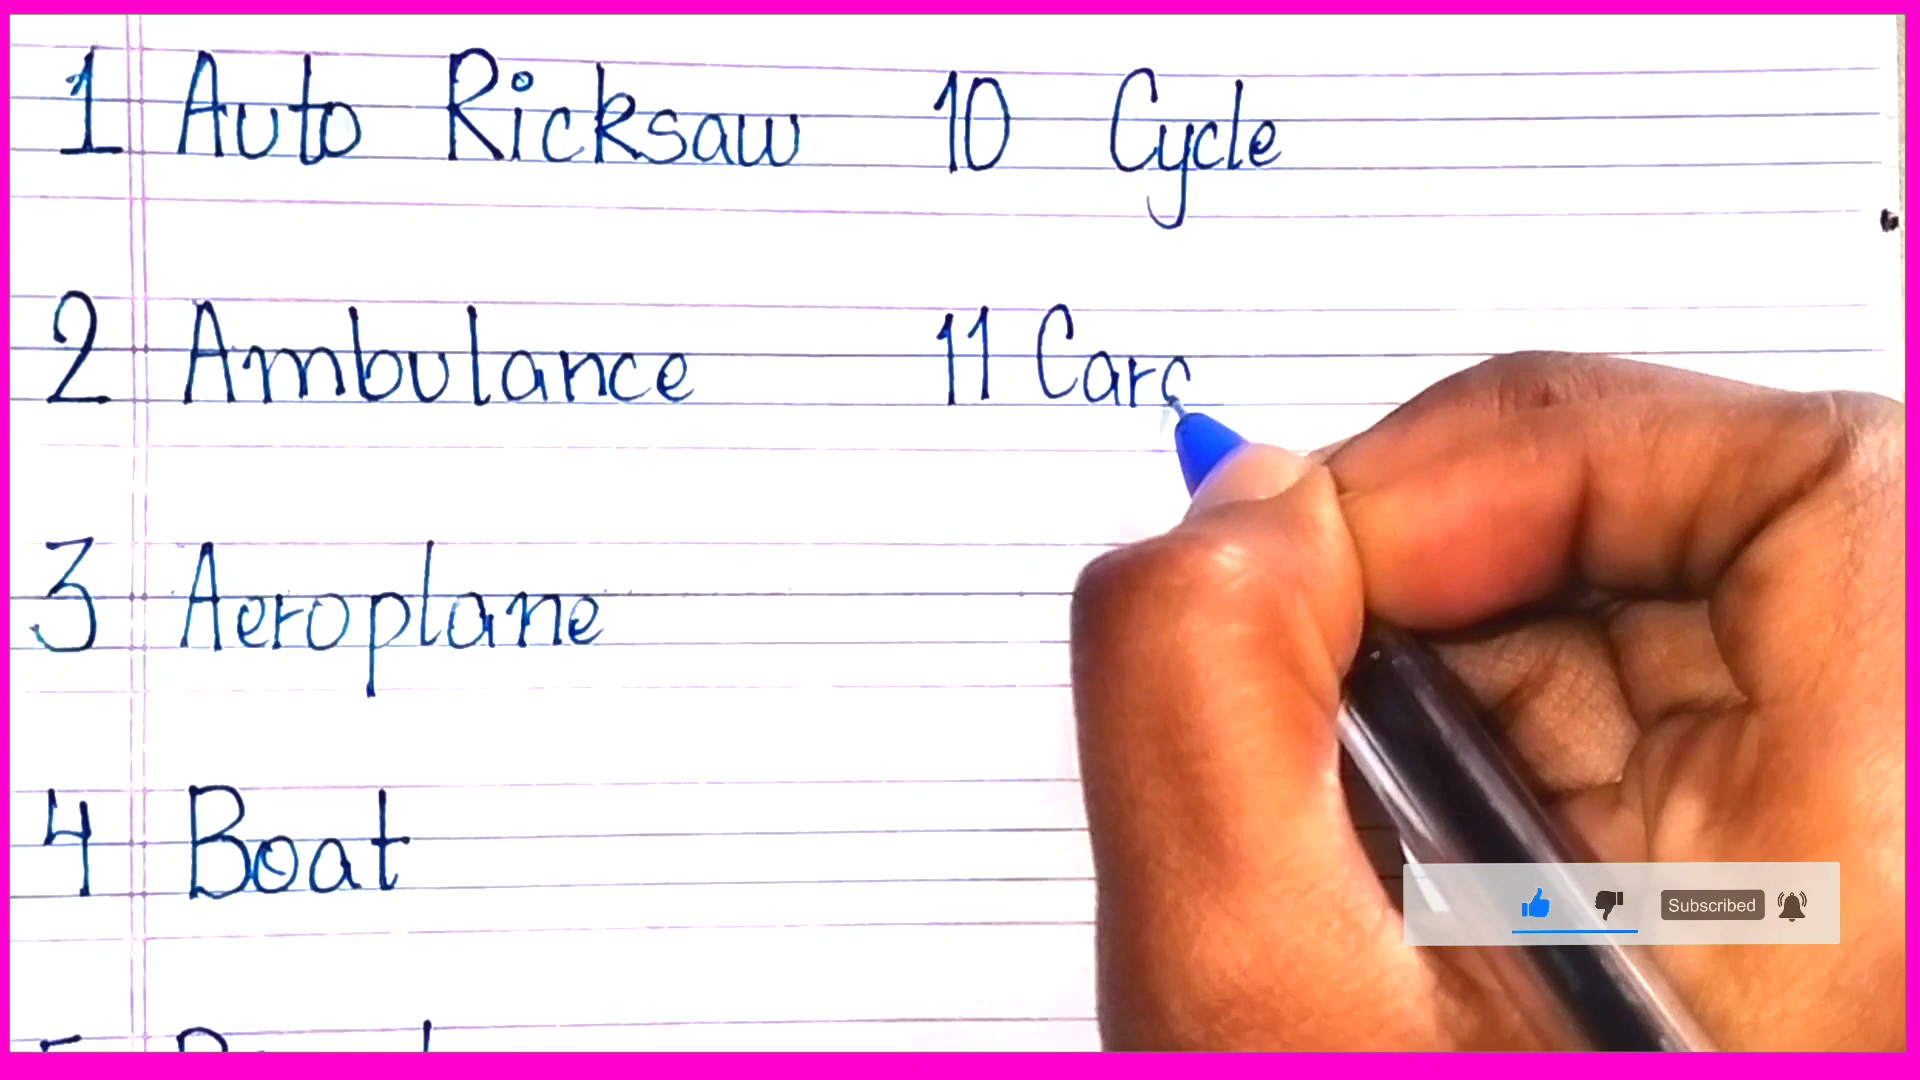 1 Auto Ricksaw
2 Ambulance
3 Aeroplane
4 Boat
10 Cycle
11 Carc
Subscribed